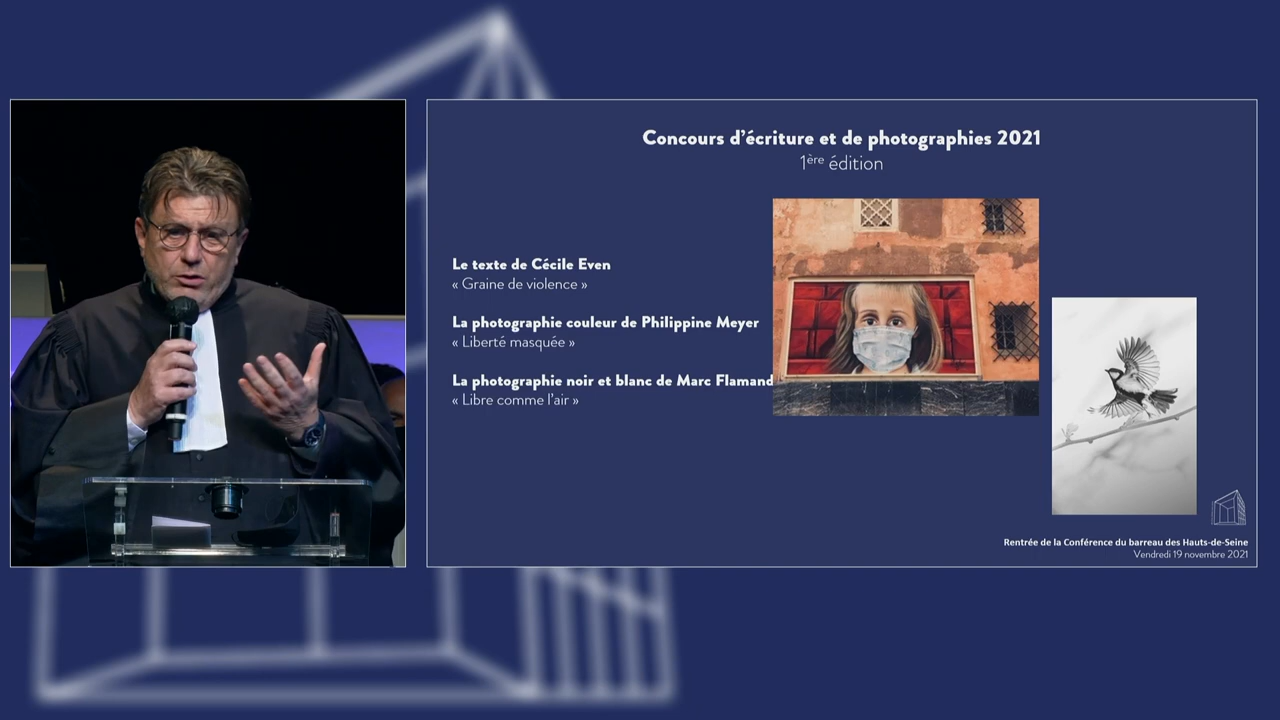 Concours d'écriture et de photographies 2021
1ère édition
Le texte de Cécile Even
« Graine de violence »
La photographie couleur de Philippine Meyer
« Liberté masquée »
La photographie noir et blanc de Marc Flamand
« Libre comme l'air »
Rentrée de la Conférence du barreau des Hauts-de-Seine
Vendredi 19 novembre 2021